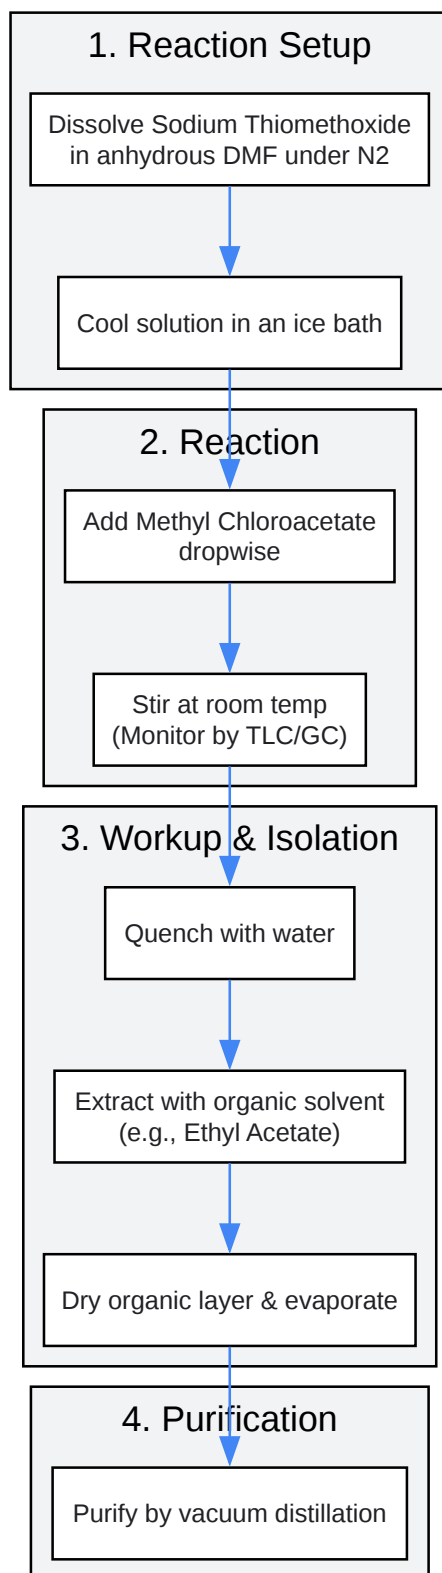 1. Reaction Setup
Dissolve Sodium Thiomethoxide
in anhydrous DMF under N2
Cool solution in an ice bath
2. Reaction
Add Methyl Chloroacetate
dropwise
Stir at room temp
(Monitor by TLC/GC)
3. Workup & Isolation
Quench with water
Extract with organic solvent
(e.g., Ethyl Acetate)
Dry organic layer & evaporate
4. Purification
Purify by vacuum distillation